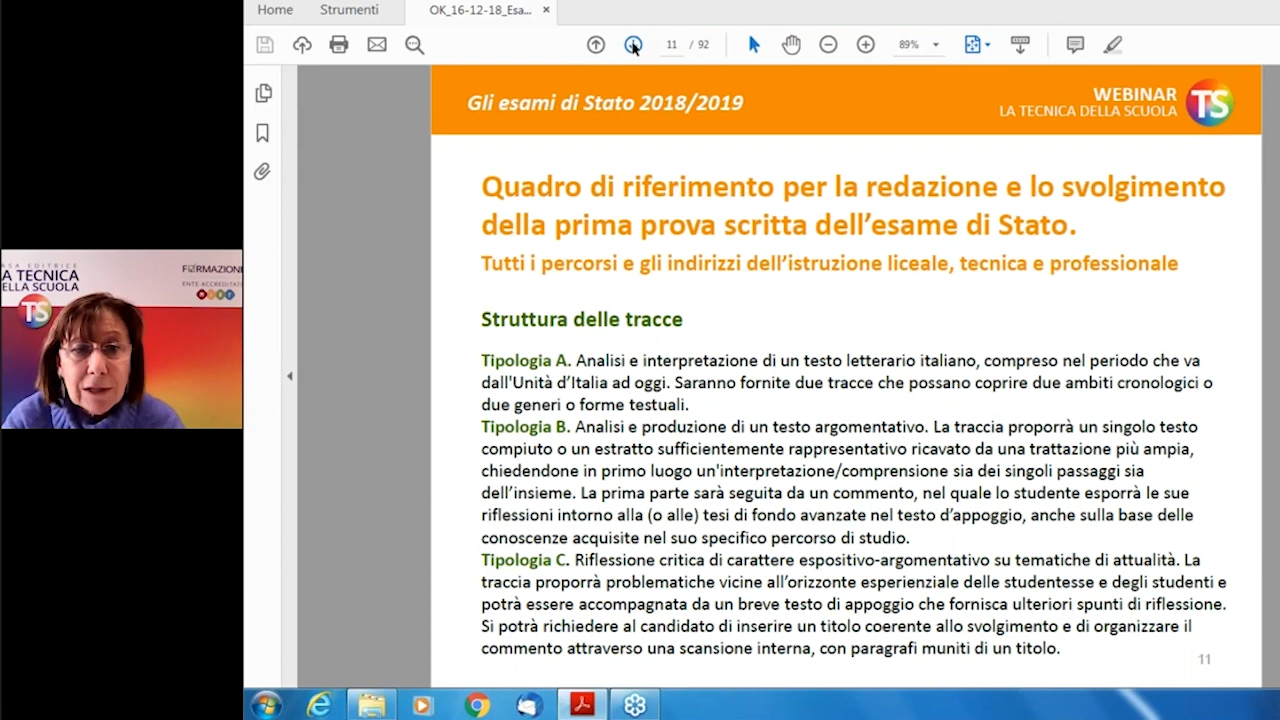 Home Strumenti OK_16-12-18_Esa... ×
11 / 92 89%
Gli esami di Stato 2018/2019
WEBINAR
LA TECNICA DELLA SCUOLA
TS
Quadro di riferimento per la redazione e lo svolgimento
della prima prova scritta dell’esame di Stato.
Tutti i percorsi e gli indirizzi dell’istruzione liceale, tecnica e professionale
Struttura delle tracce
Tipologia A. Analisi e interpretazione di un testo letterario italiano, compreso nel periodo che va
dall'Unità d’Italia ad oggi. Saranno fornite due tracce che possano coprire due ambiti cronologici o
due generi o forme testuali.
Tipologia B. Analisi e produzione di un testo argomentativo. La traccia proporrà un singolo testo
compiuto o un estratto sufficientemente rappresentativo ricavato da una trattazione più ampia,
chiedendone in primo luogo un'interpretazione/comprensione sia dei singoli passaggi sia
dell’insieme. La prima parte sarà seguita da un commento, nel quale lo studente esporrà le sue
riflessioni intorno alla (o alle) tesi di fondo avanzate nel testo d’appoggio, anche sulla base delle
conoscenze acquisite nel suo specifico percorso di studio.
Tipologia C. Riflessione critica di carattere espositivo-argomentativo su tematiche di attualità. La
traccia proporrà problematiche vicine all’orizzonte esperienziale delle studentesse e degli studenti e
potrà essere accompagnata da un breve testo di appoggio che fornisca ulteriori spunti di riflessione.
Si potrà richiedere al candidato di inserire un titolo coerente allo svolgimento e di organizzare il
commento attraverso una scansione interna, con paragrafi muniti di un titolo.
11
ASA EDITRICE
A TECNICA
ELLA SCUOLA
TS
FORMAZIONE
ENTE ACCREDITAT